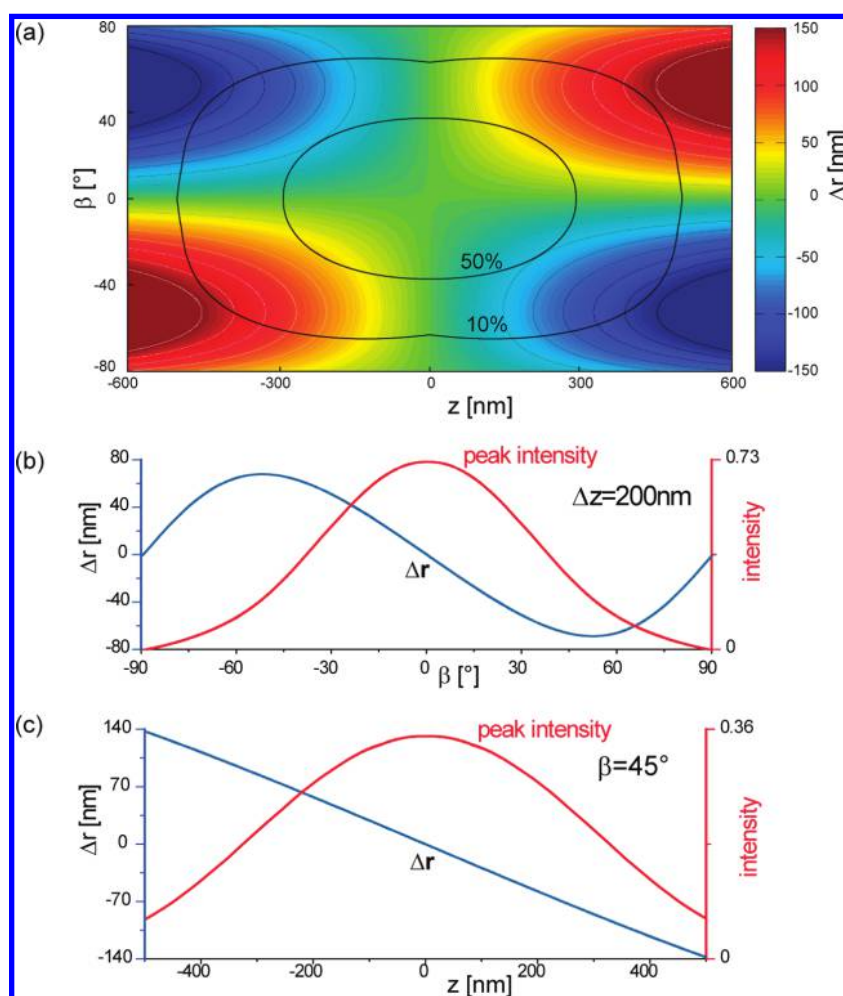 (a)
80
40
0
-40
-80
β [°]
50%
10%
-600
-300
0
300
600
z [nm]
150
100
50
0
-50
-100
-150
Δr [nm]
(b)
80
40
0
-40
-80
Δr [nm]
peak intensity
Δz=200nm
Δr
0.73
0
intensity
-90
-60
-30
0
30
60
90
β [°]
(c)
140
70
0
-70
-140
Δr [nm]
peak intensity
β=45°
Δr
0.36
0
intensity
-400
-200
0
200
400
z [nm]